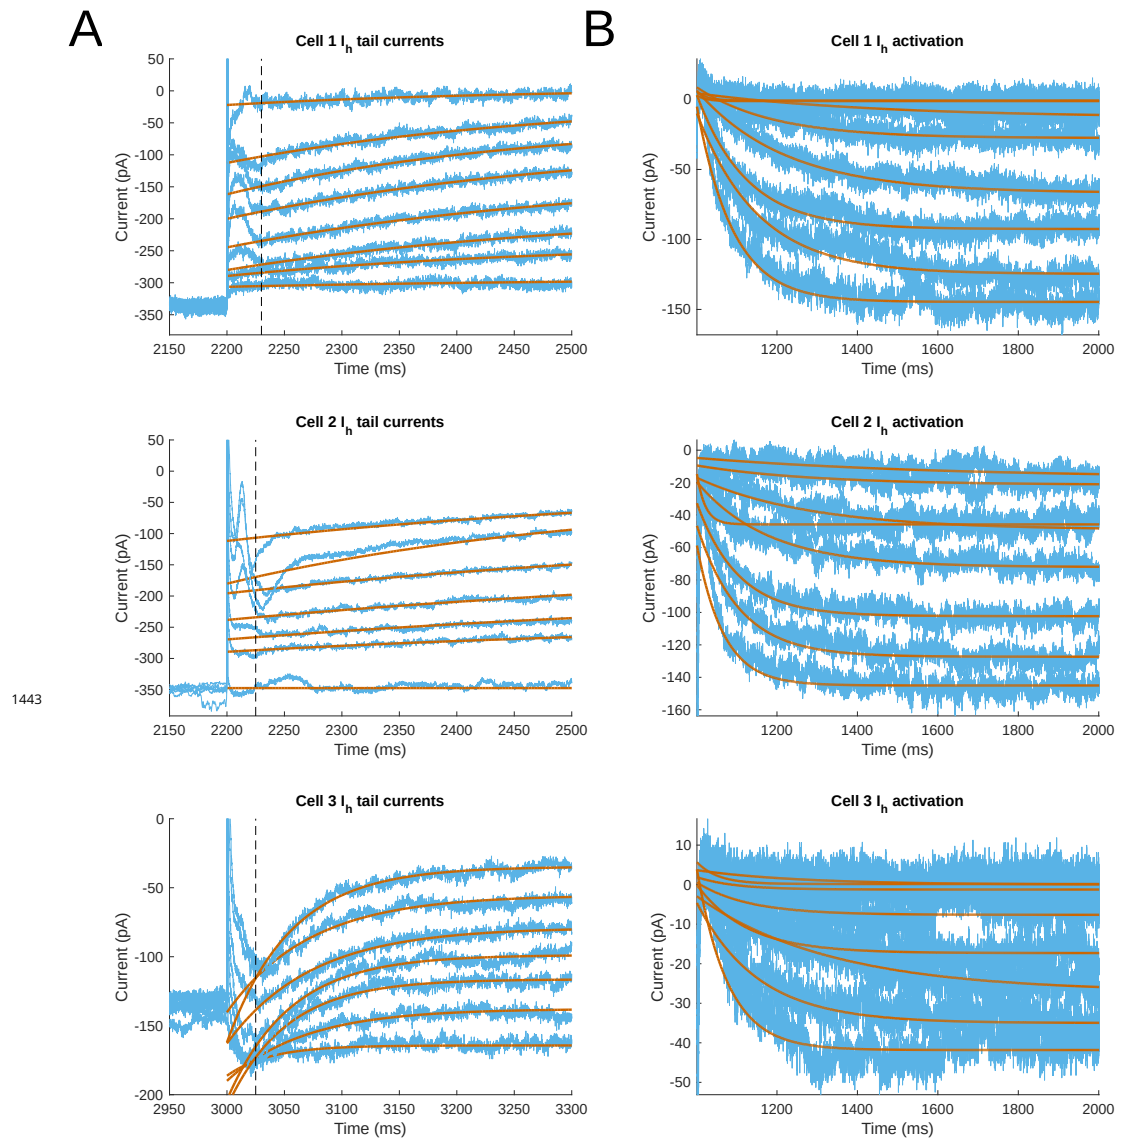 A
B
Cell 1 Ih tail currents
50
0
-50
-100
-150
-200
-250
-300
-350
Current (pA)
2150 2200 2250 2300 2350 2400 2450 2500
Time (ms)
Cell 1 Ih activation
0
-50
-100
-150
Current (pA)
1200 1400 1600 1800 2000
Time (ms)
Cell 2 Ih tail currents
50
0
-50
-100
-150
-200
-250
-300
-350
Current (pA)
2150 2200 2250 2300 2350 2400 2450 2500
Time (ms)
Cell 2 Ih activation
0
-20
-40
-60
-80
-100
-120
-140
-160
Current (pA)
1200 1400 1600 1800 2000
Time (ms)
1443
Cell 3 Ih tail currents
0
-50
-100
-150
-200
Current (pA)
2950 3000 3050 3100 3150 3200 3250 3300
Time (ms)
Cell 3 Ih activation
10
0
-10
-20
-30
-40
-50
Current (pA)
1200 1400 1600 1800 2000
Time (ms)